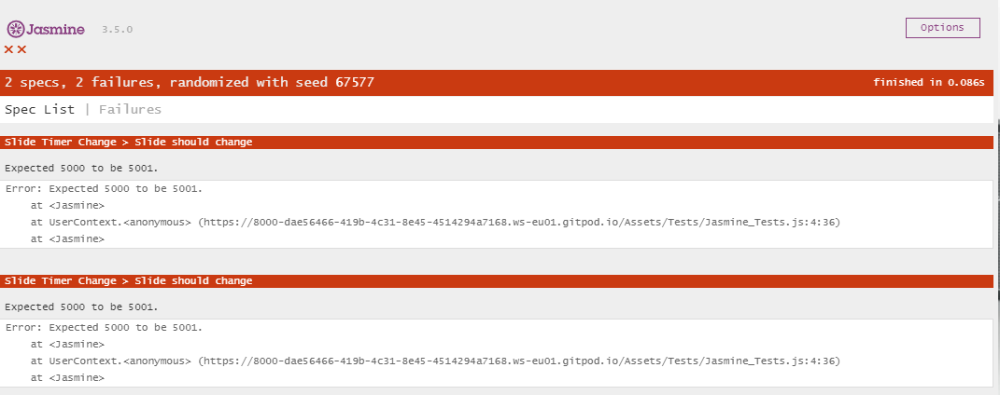 Jasmine 3.5.0
Options
××
2 specs, 2 failures, randomized with seed 67577 finished in 0.086s
Spec List | Failures
Slide Timer Change > Slide should change
Expected 5000 to be 5001.
Error: Expected 5000 to be 5001.
at <Jasmine>
at UserContext.<anonymous> (https://8000-dae56466-419b-4c31-8e45-4514294a7168.ws-eu01.gitpod.io/Assets/Tests/Jasmine_Tests.js:4:36)
at <Jasmine>
Slide Timer Change > Slide should change
Expected 5000 to be 5001.
Error: Expected 5000 to be 5001.
at <Jasmine>
at UserContext.<anonymous> (https://8000-dae56466-419b-4c31-8e45-4514294a7168.ws-eu01.gitpod.io/Assets/Tests/Jasmine_Tests.js:4:36)
at <Jasmine>